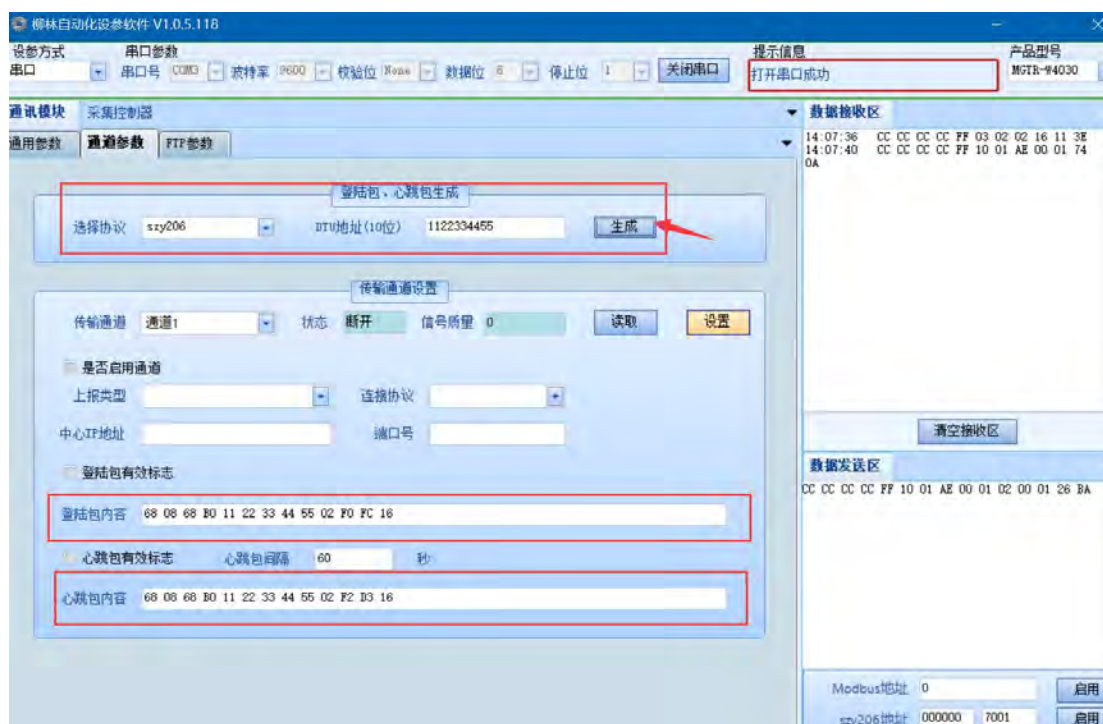 柳林自动化设参软件 V1.0.5.118
设参方式 串口参数 提示信息 产品型号
串口 串口号 COM3 波特率 9600 校验位 None 数据位 8 停止位 1 关闭串口 打开串口成功 MGTR-W4030
通讯模块 采集控制器
通用参数 通道参数 FTP参数
登陆包、心跳包生成
选择协议 szy206 DTU地址(10位) 1122334455 生成
传输通道设置
传输通道 通道1 状态 断开 信号质量 0 读取 设置
是否启用通道
上报类型 连接协议
中心IP地址 端口号
登陆包有效标志
登陆包内容 68 08 68 B0 11 22 33 44 55 02 F0 FC 16
心跳包有效标志 心跳包间隔 60 秒
心跳包内容 68 08 68 B0 11 22 33 44 55 02 F2 D3 16
数据接收区
14:07:36 CC CC CC CC FF 03 02 02 16 11 3E
14:07:40 CC CC CC CC FF 10 01 AE 00 01 74
0A
清空接收区
数据发送区
CC CC CC CC FF 10 01 AE 00 01 02 00 01 26 BA
Modbus地址 0 启用
szy206地址 000000 7001 启用